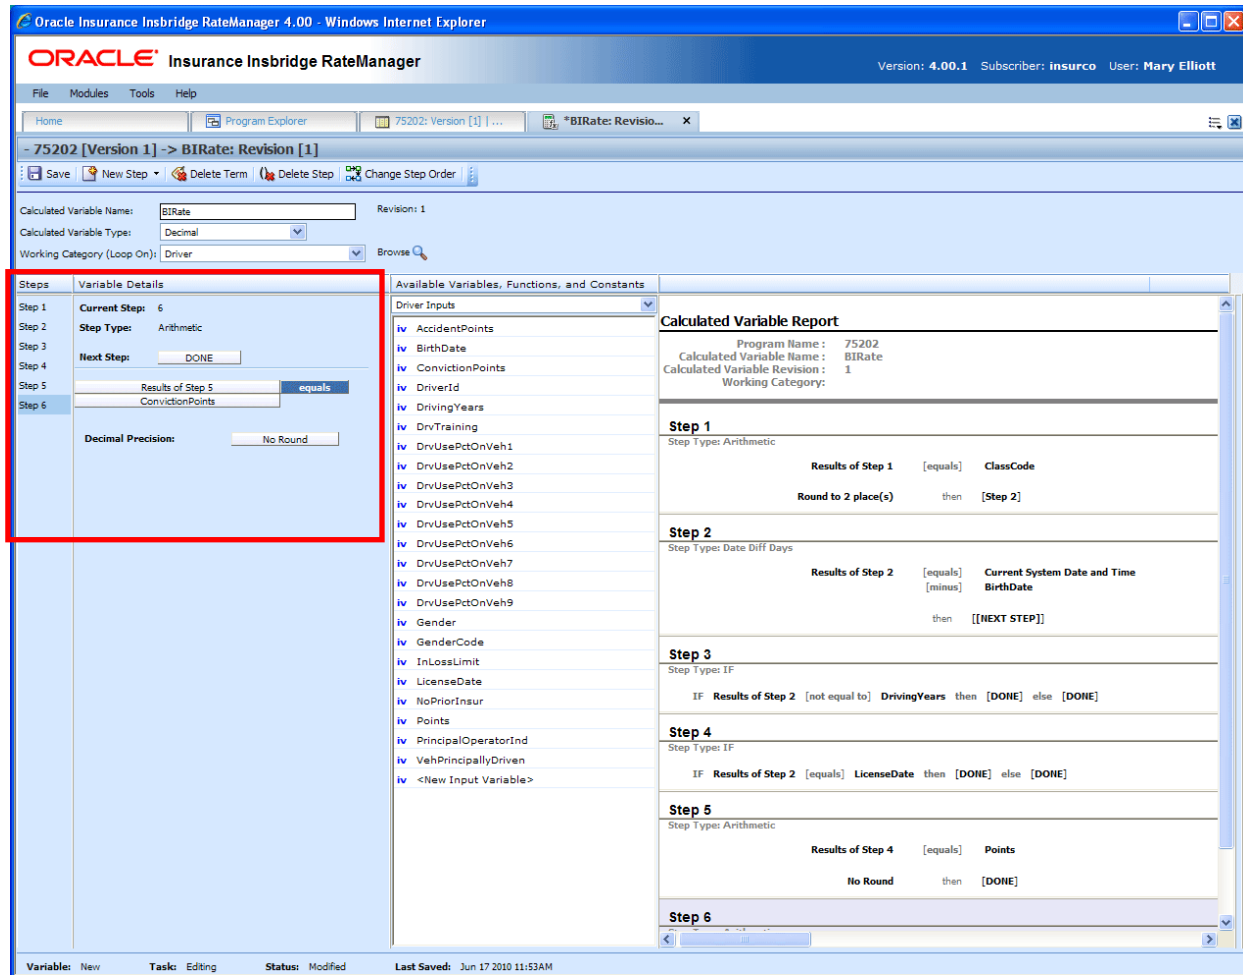 Oracle Insurance Insbridge RateManager 4.00 - Windows Internet Explorer
ORACLE Insurance Insbridge RateManager
Version: 4.00.1 Subscriber: insurco User: Mary Elliott
File Modules Tools Help
Home Program Explorer 75202: Version [1] | ... *BIRate: Revisio... x
- 75202 [Version 1] -> BIRate: Revision [1]
Save New Step Delete Term Delete Step Change Step Order
Calculated Variable Name: BIRate Revision: 1
Calculated Variable Type: Decimal
Working Category (Loop On): Driver Browse
Steps
Step 1
Step 2
Step 3
Step 4
Step 5
Step 6
Variable Details
Current Step: 6
Step Type: Arithmetic
Next Step: DONE
Results of Step 5 equals
ConvictionPoints
Decimal Precision: No Round
Available Variables, Functions, and Constants
Driver Inputs
iv AccidentPoints
iv BirthDate
iv ConvictionPoints
iv DriverId
iv DrivingYears
iv DrvTraining
iv DrvUsePctOnVeh1
iv DrvUsePctOnVeh2
iv DrvUsePctOnVeh3
iv DrvUsePctOnVeh4
iv DrvUsePctOnVeh5
iv DrvUsePctOnVeh6
iv DrvUsePctOnVeh7
iv DrvUsePctOnVeh8
iv DrvUsePctOnVeh9
iv Gender
iv GenderCode
iv InLossLimit
iv LicenseDate
iv NoPriorInsur
iv Points
iv PrincipalOperatorInd
iv VehPrincipallyDriven
iv <New Input Variable>
Calculated Variable Report
Program Name : 75202
Calculated Variable Name : BIRate
Calculated Variable Revision : 1
Working Category:
Step 1
Step Type: Arithmetic
Results of Step 1 [equals] ClassCode
Round to 2 place(s) then [Step 2]
Step 2
Step Type: Date Diff Days
Results of Step 2 [equals] Current System Date and Time
[minus] BirthDate
then [[NEXT STEP]]
Step 3
Step Type: IF
IF Results of Step 2 [not equal to] DrivingYears then [DONE] else [DONE]
Step 4
Step Type: IF
IF Results of Step 2 [equals] LicenseDate then [DONE] else [DONE]
Step 5
Step Type: Arithmetic
Results of Step 4 [equals] Points
No Round then [DONE]
Step 6
Variable: New Task: Editing Status: Modified Last Saved: Jun 17 2010 11:53AM